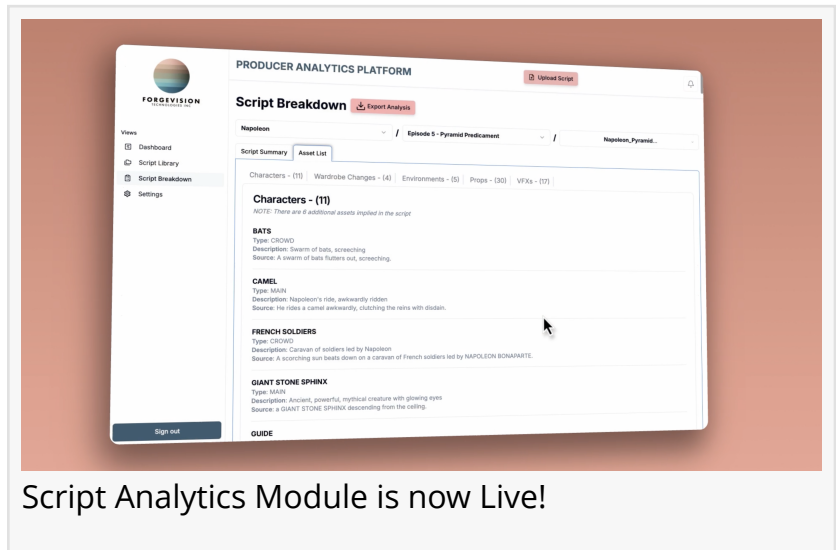 FORGEVISION
TECHNOLOGIES INC
PRODUCER ANALYTICS PLATFORM
Upload Script
Script Breakdown
Export Analysis
Views
Dashboard
Script Library
Script Breakdown
Settings
Sign out
Napoleon / Episode 5 - Pyramid Predicament / Napoleon_Pyramid...
Script Summary Asset List
Characters - (11) Wardrobe Changes - (4) Environments - (5) Props - (30) VFXs - (17)
Characters - (11)
NOTE: There are 6 additional assets implied in the script
BATS
Type: CROWD
Description: Swarm of bats, screeching
Source: A swarm of bats flutters out, screeching.
CAMEL
Type: MAIN
Description: Napoleon's ride, awkwardly ridden
Source: He rides a camel awkwardly, clutching the reins with disdain.
FRENCH SOLDIERS
Type: CROWD
Description: Caravan of soldiers led by Napoleon
Source: A scorching sun beats down on a caravan of French soldiers led by NAPOLEON BONAPARTE.
GIANT STONE SPHINX
Type: MAIN
Description: Ancient, powerful, mythical creature with glowing eyes
Source: a GIANT STONE SPHINX descending from the ceiling.
GUIDE
Script Analytics Module is now Live!